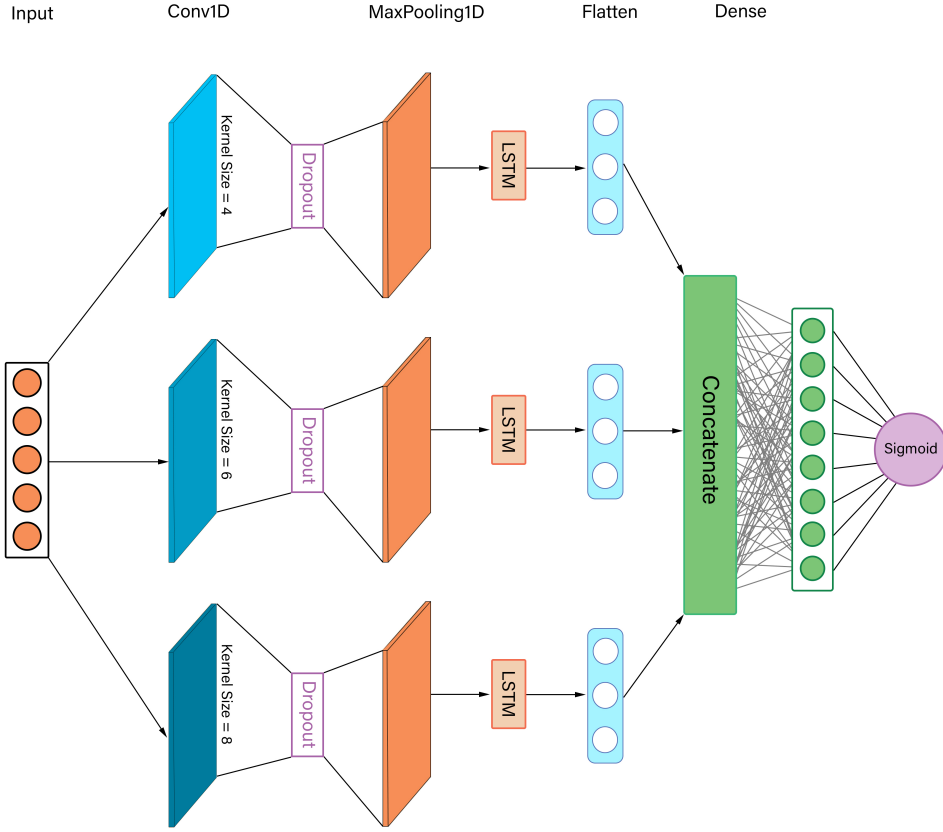 Input
Conv1D
MaxPooling1D
Flatten
Dense
Kernel Size = 4
Dropout
LSTM
Kernel Size = 6
Dropout
LSTM
Concatenate
Sigmoid
Kernel Size = 8
Dropout
LSTM